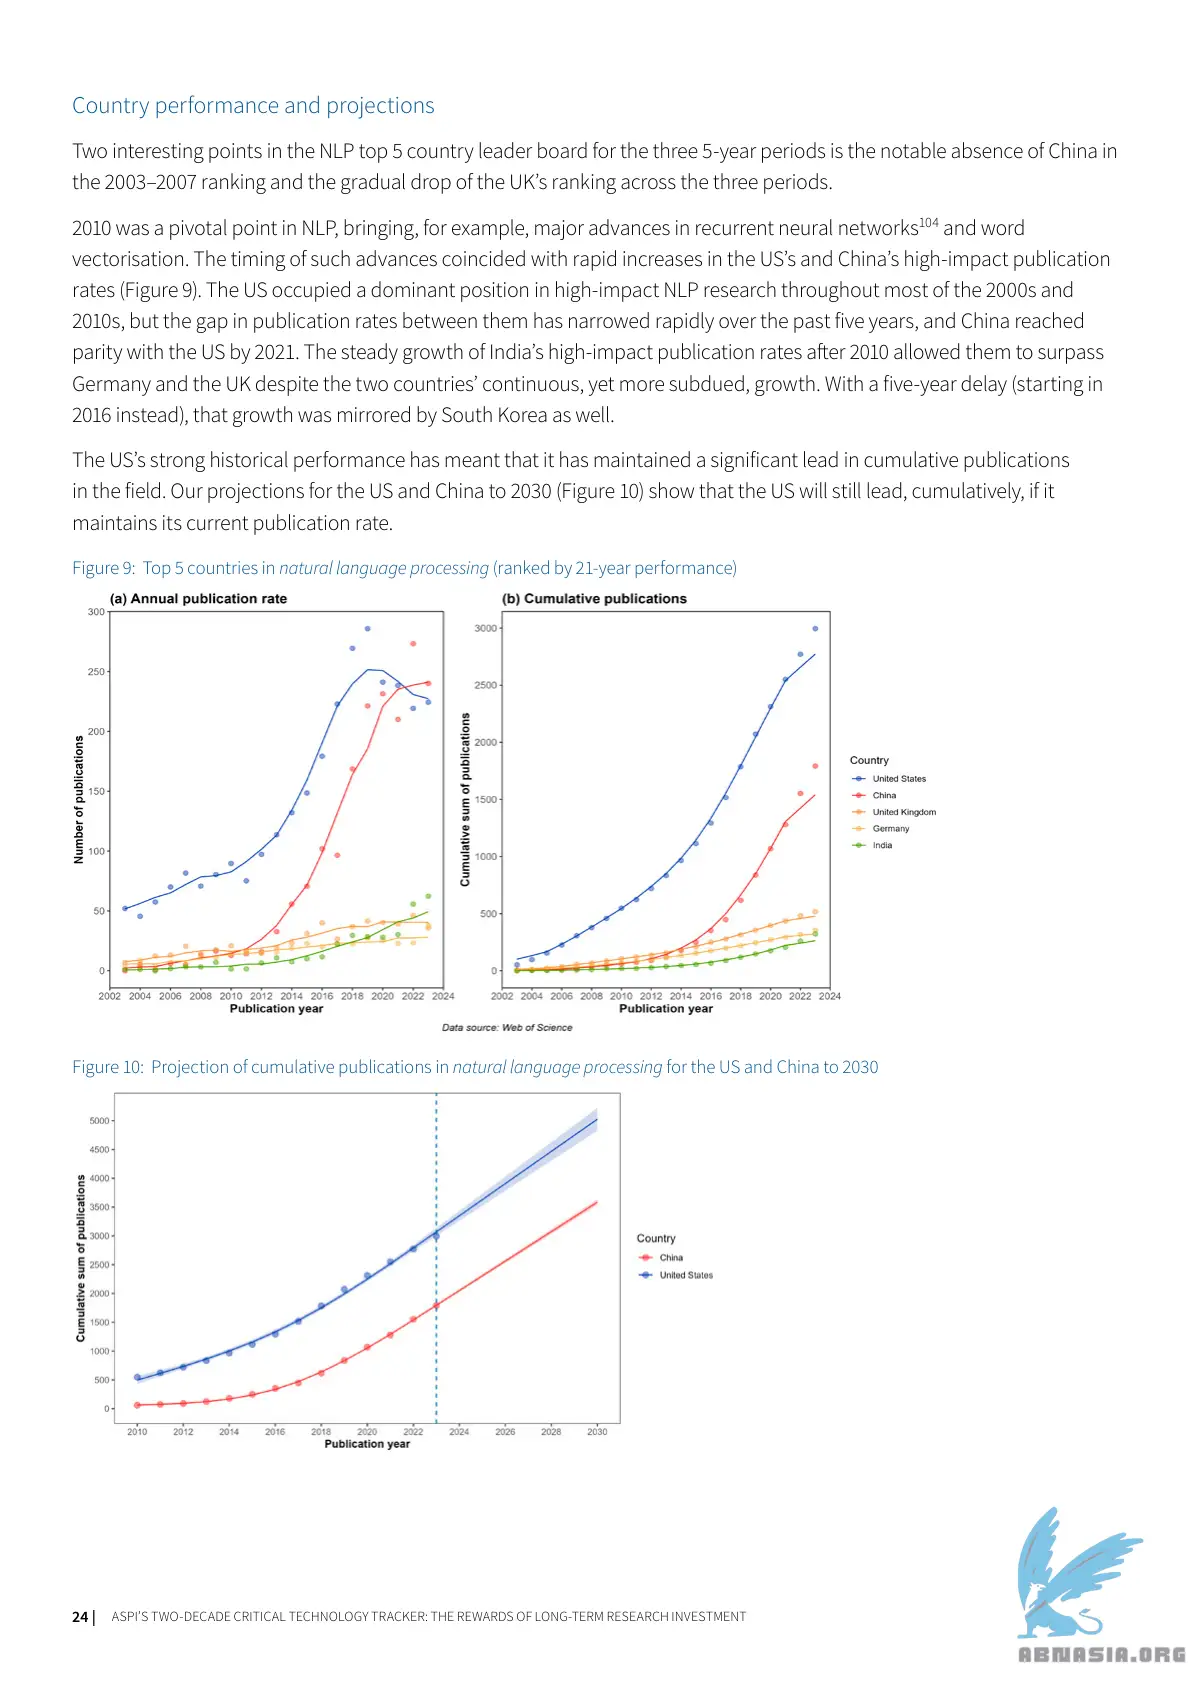 Country performance and projections
Two interesting points in the NLP top 5 country leader board for the three 5-year periods is the notable absence of China in
the 2003–2007 ranking and the gradual drop of the UK’s ranking across the three periods.
2010 was a pivotal point in NLP, bringing, for example, major advances in recurrent neural networks104 and word
vectorisation. The timing of such advances coincided with rapid increases in the US’s and China’s high-impact publication
rates (Figure 9). The US occupied a dominant position in high-impact NLP research throughout most of the 2000s and
2010s, but the gap in publication rates between them has narrowed rapidly over the past five years, and China reached
parity with the US by 2021. The steady growth of India’s high-impact publication rates after 2010 allowed them to surpass
Germany and the UK despite the two countries’ continuous, yet more subdued, growth. With a five-year delay (starting in
2016 instead), that growth was mirrored by South Korea as well.
The US’s strong historical performance has meant that it has maintained a significant lead in cumulative publications
in the field. Our projections for the US and China to 2030 (Figure 10) show that the US will still lead, cumulatively, if it
maintains its current publication rate.
Figure 9: Top 5 countries in natural language processing (ranked by 21-year performance)
(a) Annual publication rate
Number of publications
300
250
200
150
100
50
0
2002 2004 2006 2008 2010 2012 2014 2016 2018 2020 2022 2024
Publication year
(b) Cumulative publications
Cumulative sum of publications
3000
2500
2000
1500
1000
500
0
2002 2004 2006 2008 2010 2012 2014 2016 2018 2020 2022 2024
Publication year
Country
United States
China
United Kingdom
Germany
India
Data source: Web of Science
Figure 10: Projection of cumulative publications in natural language processing for the US and China to 2030
Cumulative sum of publications
5000
4500
4000
3500
3000
2500
2000
1500
1000
500
0
2010 2012 2014 2016 2018 2020 2022 2024 2026 2028 2030
Publication year
Country
China
United States
24 | ASPI’S TWO-DECADE CRITICAL TECHNOLOGY TRACKER: THE REWARDS OF LONG-TERM RESEARCH INVESTMENT
ABNASIA.ORG